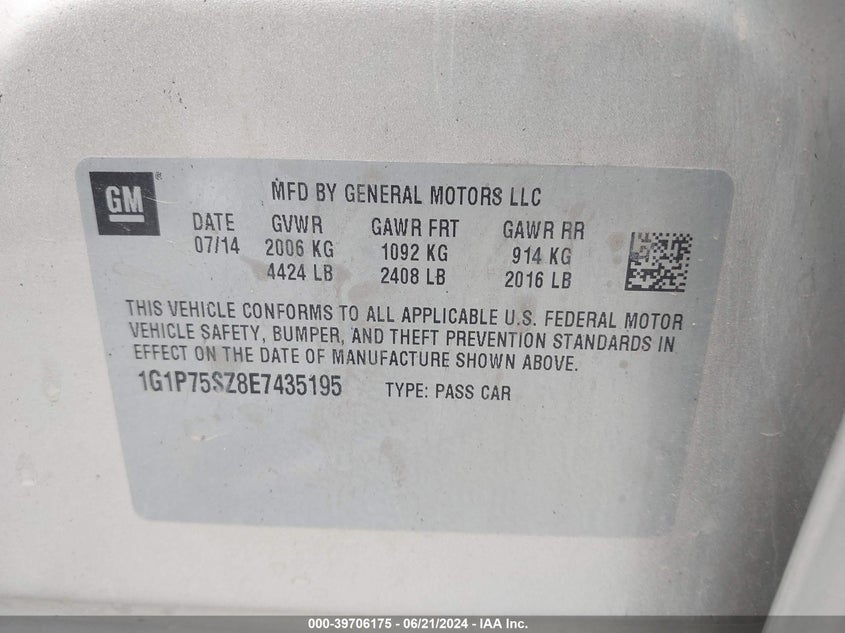 GM ®
MFD BY GENERAL MOTORS LLC
DATE GVWR GAWR FRT GAWR RR
07/14 2006 KG 1092 KG 914 KG
4424 LB 2408 LB 2016 LB
THIS VEHICLE CONFORMS TO ALL APPLICABLE U.S. FEDERAL MOTOR
VEHICLE SAFETY, BUMPER, AND THEFT PREVENTION STANDARDS IN
EFFECT ON THE DATE OF MANUFACTURE SHOWN ABOVE.
1G1P75SZ8E7435195 TYPE: PASS CAR
000-39706175 - 06/21/2024 - IAA Inc.